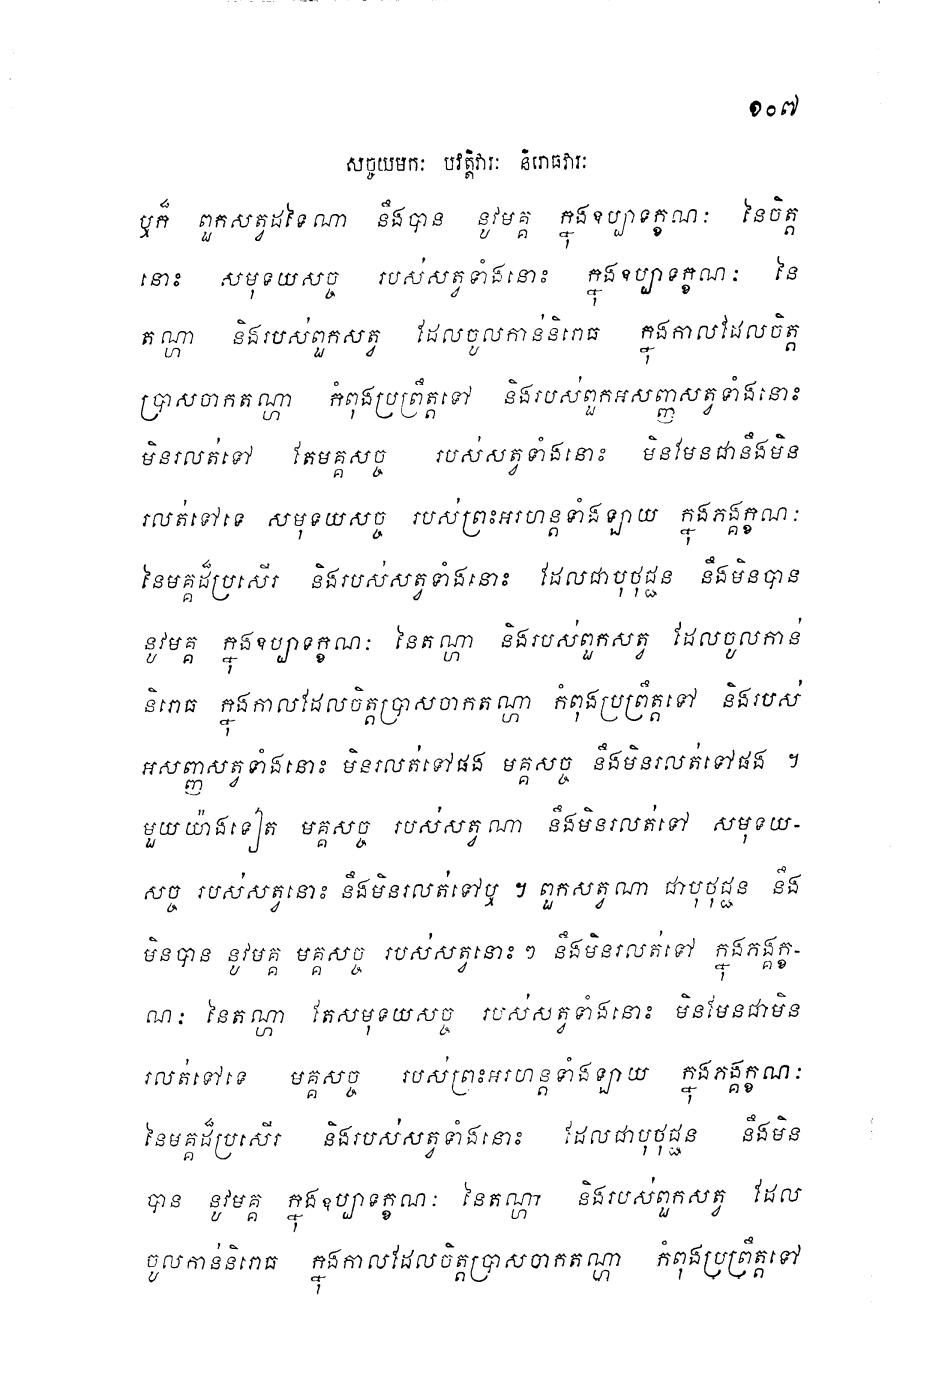 ១០៧
សច្ចយមកៈ បវត្តិវារៈ និរោធវារៈ
ឬក៏ ពួកសត្វដទៃណា នឹងបាន នូវមគ្គ ក្នុងឧប្បាទក្ខណៈ នៃចិត្ត
នោះ សមុទយសច្ច របស់សត្វទាំងនោះ ក្នុងឧប្បាទក្ខណៈ នៃ
តណ្ហា និងរបស់ពួកសត្វ ដែលចូលកាន់និរោធ ក្នុងកាលដែលចិត្ត
ប្រាសចាកតណ្ហា កំពុងប្រព្រឹត្តទៅ និងរបស់ពួកអសញ្ញសត្វទាំងនោះ
មិនរលត់ទៅ តែមគ្គសច្ច របស់សត្វទាំងនោះ មិនមែនជានឹងមិន
រលត់ទៅទេ សមុទយសច្ច របស់ព្រះអរហន្តទាំងឡាយ ក្នុងភង្គក្ខណៈ
នៃមគ្គដ៏ប្រសើរ និងរបស់សត្វទាំងនោះ ដែលជាបុថុជ្ជន នឹងមិនបាន
នូវមគ្គ ក្នុងឧប្បាទក្ខណៈ នៃតណ្ហា និងរបស់ពួកសត្វ ដែលចូលកាន់
និរោធ ក្នុងកាលដែលចិត្តប្រាសចាកតណ្ហា កំពុងប្រព្រឹត្តទៅ និងរបស់
អសញ្ញសត្វទាំងនោះ មិនរលត់ទៅផង មគ្គសច្ច នឹងមិនរលត់ទៅផង ។
មួយយ៉ាងទៀត មគ្គសច្ច របស់សត្វណា នឹងមិនរលត់ទៅ សមុទយ-
សច្ច របស់សត្វនោះ នឹងមិនរលត់ទៅឬ ។ ពួកសត្វណា ជាបុថុជ្ជន នឹង
មិនបាន នូវមគ្គ មគ្គសច្ច របស់សត្វនោះ ៗ នឹងមិនរលត់ទៅ ក្នុងភង្គក្ខ-
ណៈ នៃតណ្ហា តែសមុទយសច្ច របស់សត្វទាំងនោះ មិនមែនជាមិន
រលត់ទៅទេ មគ្គសច្ច របស់ព្រះអរហន្តទាំងឡាយ ក្នុងភង្គក្ខណៈ
នៃមគ្គដ៏ប្រសើរ និងរបស់សត្វទាំងនោះ ដែលជាបុថុជ្ជន នឹងមិន
បាន នូវមគ្គ ក្នុងឧប្បាទក្ខណៈ នៃតណ្ហា និងរបស់ពួកសត្វ ដែល
ចូលកាន់និរោធ ក្នុងកាលដែលចិត្តប្រាសចាកតណ្ហា កំពុងប្រព្រឹត្តទៅ